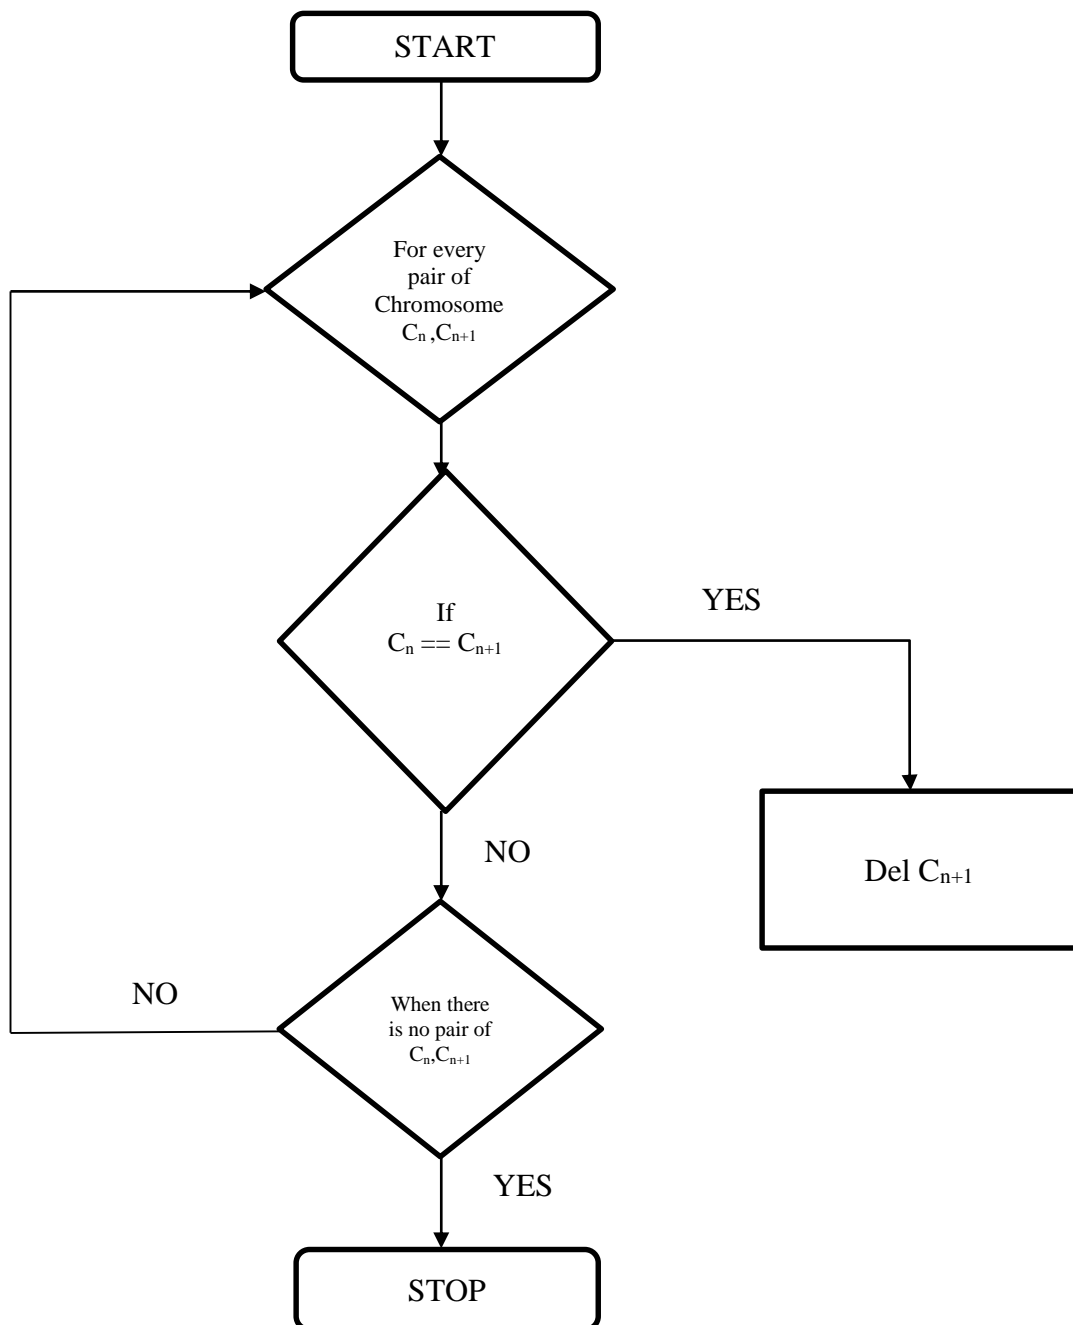 START
For every
pair of
Chromosome
Cₙ ,Cₙ₊₁
If
Cₙ == Cₙ₊₁
YES
NO
Del Cₙ₊₁
NO
When there
is no pair of
Cₙ,Cₙ₊₁
YES
STOP